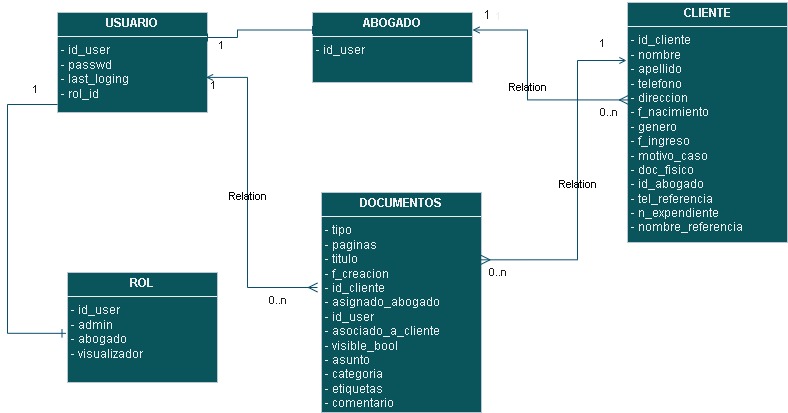 USUARIO
- id_user
- passwd
- last_loging
- rol_id
1
1
1
ABOGADO
- id_user
1
Relation
0..n
1
CLIENTE
- id_cliente
- nombre
- apellido
- telefono
- direccion
- f_nacimiento
- genero
- f_ingreso
- motivo_caso
- doc_fisico
- id_abogado
- tel_referencia
- n_expendiente
- nombre_referencia
Relation
Relation
0..n
0..n
DOCUMENTOS
- tipo
- paginas
- titulo
- f_creacion
- id_cliente
- asignado_abogado
- id_user
- asociado_a_cliente
- visible_bool
- asunto
- categoria
- etiquetas
- comentario
ROL
- id_user
- admin
- abogado
- visualizador